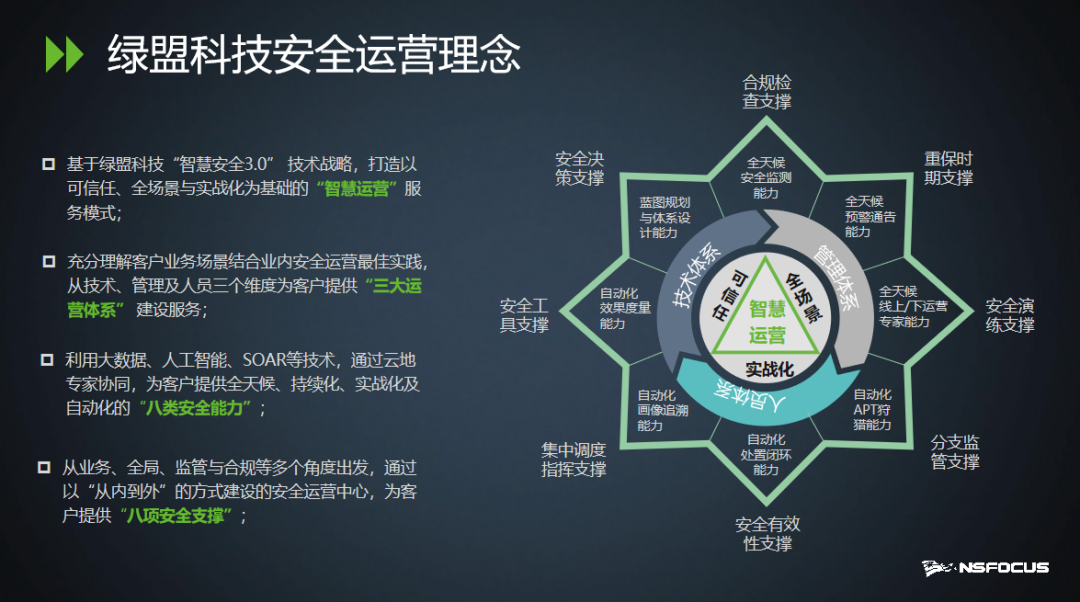 绿盟科技安全运营理念
基于绿盟科技“智慧安全3.0” 技术战略，打造以
可信任、全场景与实战化为基础的“智慧运营”服
务模式；
充分理解客户业务场景结合业内安全运营最佳实践，
从技术、管理及人员三个维度为客户提供“三大运
营体系” 建设服务；
利用大数据、人工智能、SOAR等技术，通过云地
专家协同，为客户提供全天候、持续化、实战化及
自动化的“八类安全能力”；
从业务、全局、监管与合规等多个角度出发，通过
以“从内到外”的方式建设的安全运营中心，为客
户提供“八项安全支撑”；
合规检
查支撑
重保时
期支撑
安全演
练支撑
分支监
管支撑
安全有效
性支撑
集中调度
指挥支撑
安全工
具支撑
安全决
策支撑
全天候
安全监测
能力
全天候
预警通告
能力
全天候
线上/下运营
专家能力
自动化
APT狩
猎能力
自动化
处置闭环
能力
自动化
画像追溯
能力
自动化
效果度量
能力
蓝图规划
与体系设
计能力
技术体系
管理体系
人员体系
可信任
全场景
实战化
智慧
运营
NSFOCUS